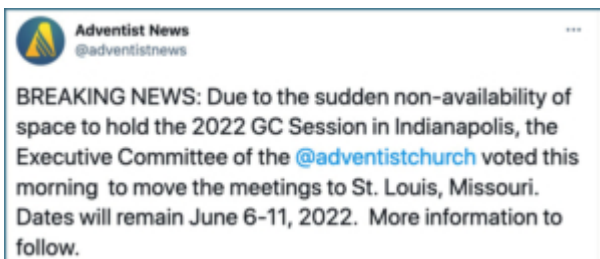 Adventist News
@adventistnews
BREAKING NEWS: Due to the sudden non-availability of
space to hold the 2022 GC Session in Indianapolis, the
Executive Committee of the @adventistchurch voted this
morning  to move the meetings to St. Louis, Missouri.
Dates will remain June 6-11, 2022.  More information to
follow.